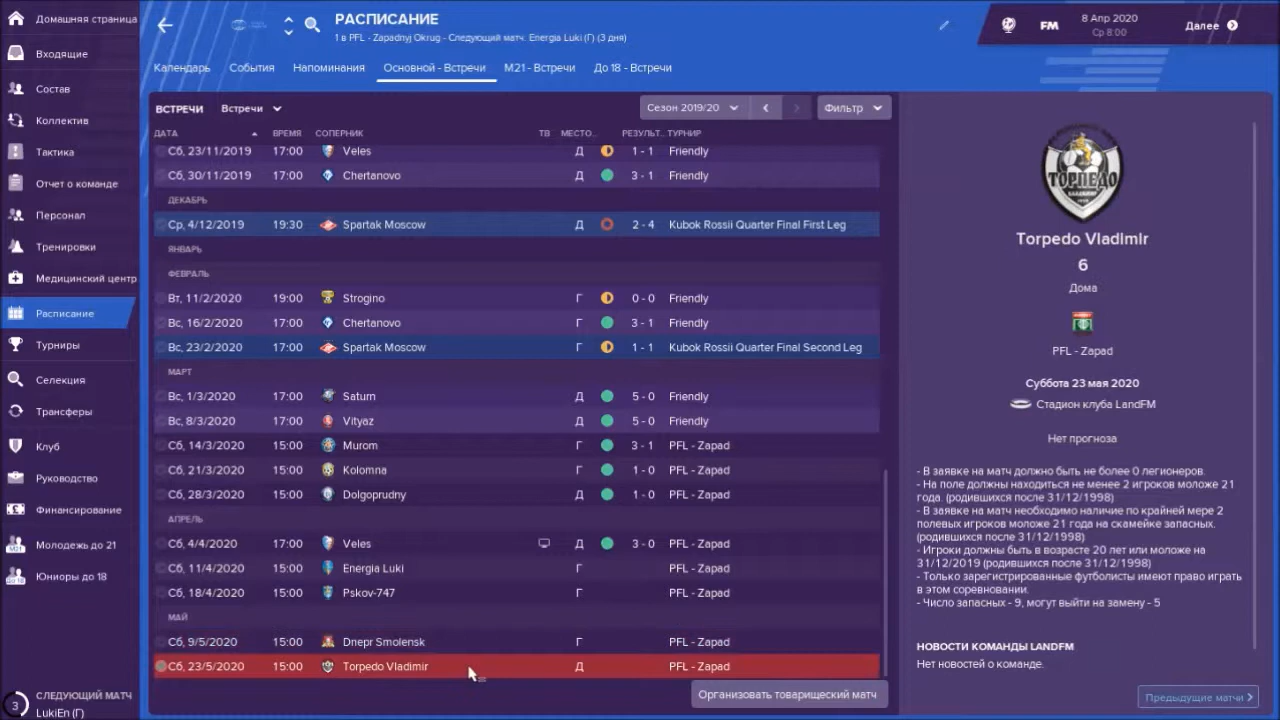 Домашняя страница
Входящие
Состав
Коллектив
Тактика
Отчет о команде
Персонал
Тренировки
Медицинский центр
Расписание
Турниры
Селекция
Трансферы
Клуб
Руководство
Финансирование
Молодежь до 21
Юниоры до 18
3
СЛЕДУЮЩИЙ МАТЧ
LukiEn (Г)
РАСПИСАНИЕ
1 в PFL - Zapadnyj Okrug - Следующий матч: Energia Luki (Г) (3 дня)
FM
8 Апр 2020
Ср 8:00
Далее
Календарь События Напоминания Основной - Встречи М21 - Встречи До 18 - Встречи
ВСТРЕЧИ Встречи Сезон 2019/20 Фильтр
ДАТА ВРЕМЯ СОПЕРНИК ТВ МЕСТО... РЕЗУЛЬТ... ТУРНИР
Сб, 23/11/2019 17:00 Veles Д 1 - 1 Friendly
Сб, 30/11/2019 17:00 Chertanovo Д 3 - 1 Friendly
ДЕКАБРЬ
Ср, 4/12/2019 19:30 Spartak Moscow Д 2 - 4 Kubok Rossii Quarter Final First Leg
ЯНВАРЬ
ФЕВРАЛЬ
Вт, 11/2/2020 19:00 Strogino Г 0 - 0 Friendly
Вс, 16/2/2020 17:00 Chertanovo Г 3 - 1 Friendly
Вс, 23/2/2020 17:00 Spartak Moscow Г 1 - 1 Kubok Rossii Quarter Final Second Leg
МАРТ
Вс, 1/3/2020 17:00 Saturn Д 5 - 0 Friendly
Вс, 8/3/2020 17:00 Vityaz Д 5 - 0 Friendly
Сб, 14/3/2020 15:00 Murom Г 3 - 1 PFL - Zapad
Сб, 21/3/2020 15:00 Kolomna Г 1 - 0 PFL - Zapad
Сб, 28/3/2020 15:00 Dolgoprudny Д 1 - 0 PFL - Zapad
АПРЕЛЬ
Сб, 4/4/2020 17:00 Veles Д 3 - 0 PFL - Zapad
Сб, 11/4/2020 15:00 Energia Luki Г PFL - Zapad
Сб, 18/4/2020 15:00 Pskov-747 Г PFL - Zapad
МАЙ
Сб, 9/5/2020 15:00 Dnepr Smolensk Г PFL - Zapad
Сб, 23/5/2020 15:00 Torpedo Vladimir Д PFL - Zapad
Организовать товарищеский матч
ТОРПЕДО
Torpedo Vladimir
6
Дома
PFL - Zapad
Суббота 23 мая 2020
Стадион клуба LandFM
Нет прогноза
- В заявке на матч должно быть не более 0 легионеров.
- На поле должны находиться не менее 2 игроков моложе 21
года. (родившихся после 31/12/1998)
- В заявке на матч необходимо наличие по крайней мере 2
полевых игроков моложе 21 года на скамейке запасных.
(родившихся после 31/12/1998)
- Игроки должны быть в возрасте 20 лет или моложе на
31/12/2019 (родившихся после 31/12/1998)
- Только зарегистрированные футболисты имеют право играть
в этом соревновании.
- Число запасных - 9, могут выйти на замену - 5
НОВОСТИ КОМАНДЫ LANDFM
Нет новостей о команде.
Предыдущие матчи